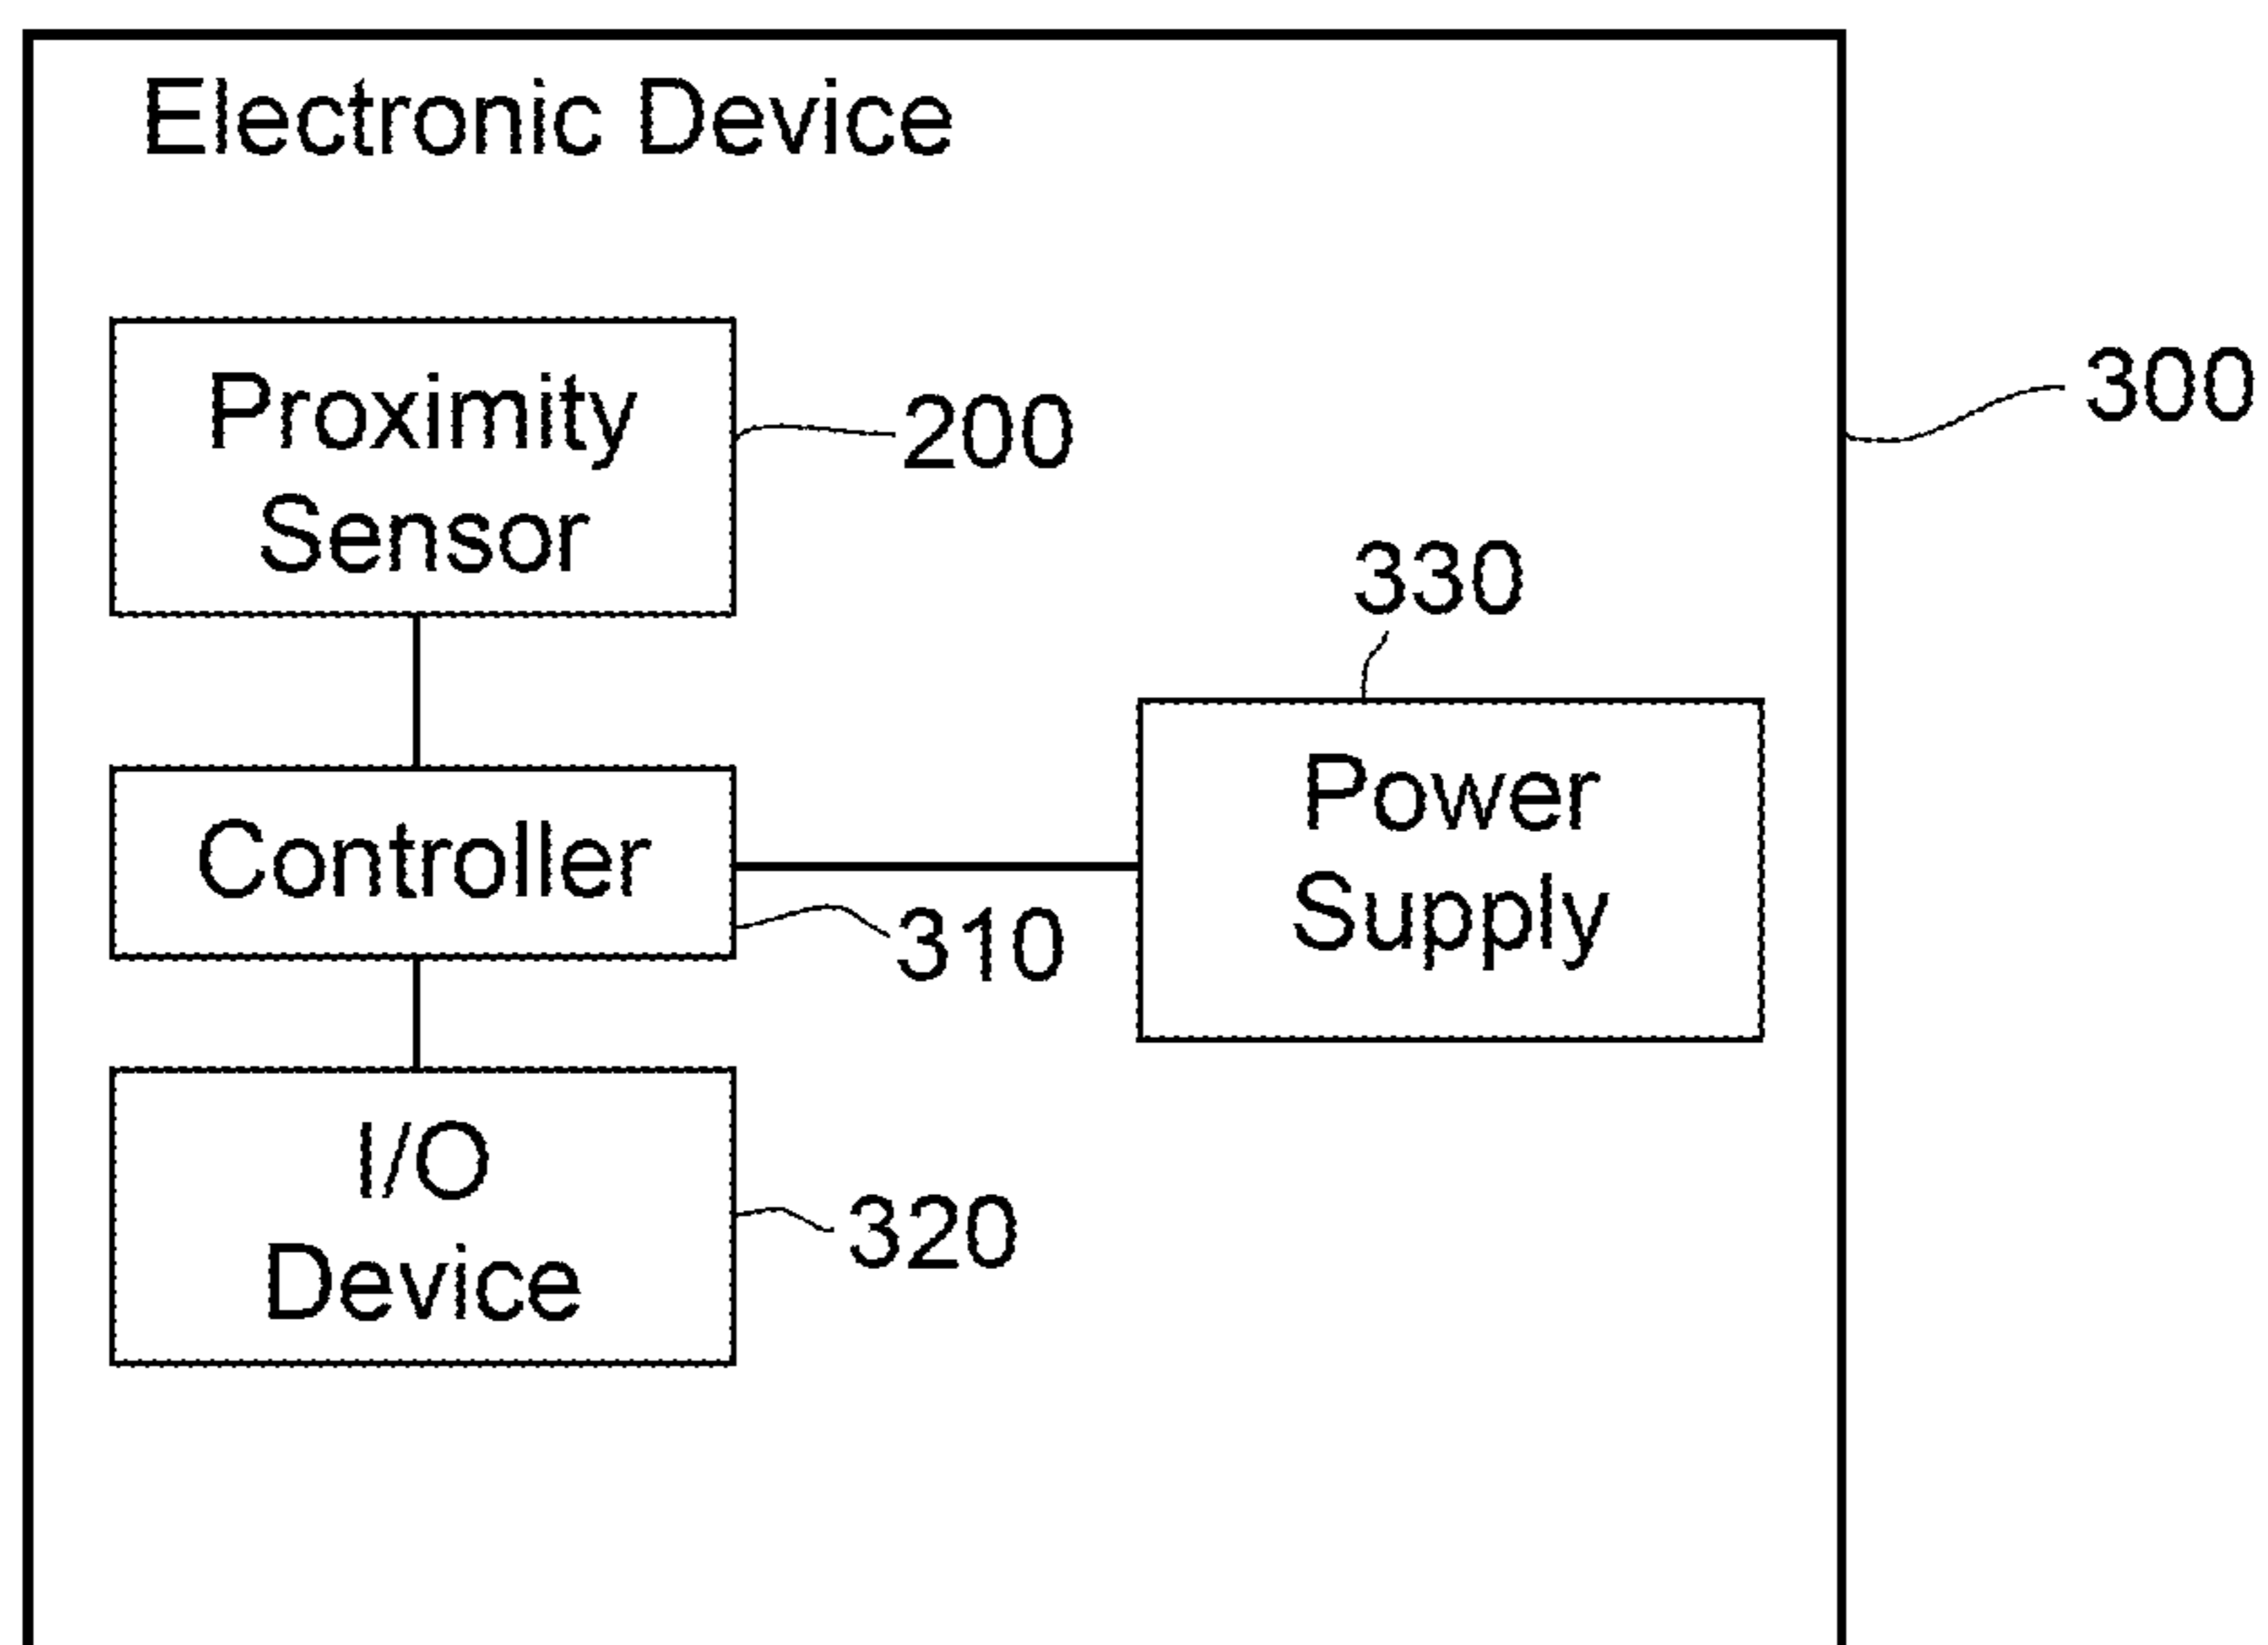 Electronic Device
Proximity
Sensor
200
300
330
Controller
310
Power
Supply
I/O
Device
320